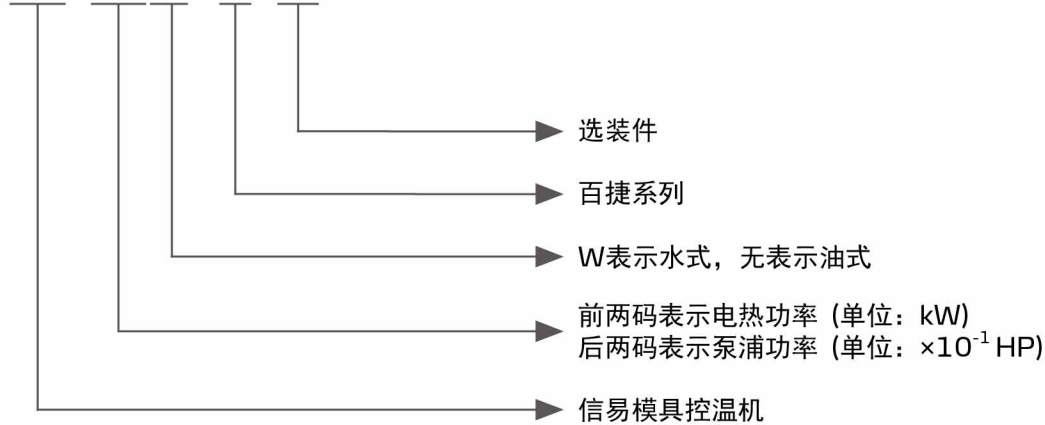 选装件
百捷系列
W表示水式，无表示油式
前两码表示电热功率 (单位：kW)
后两码表示泵浦功率 (单位：×10⁻¹ HP)
信易模具控温机